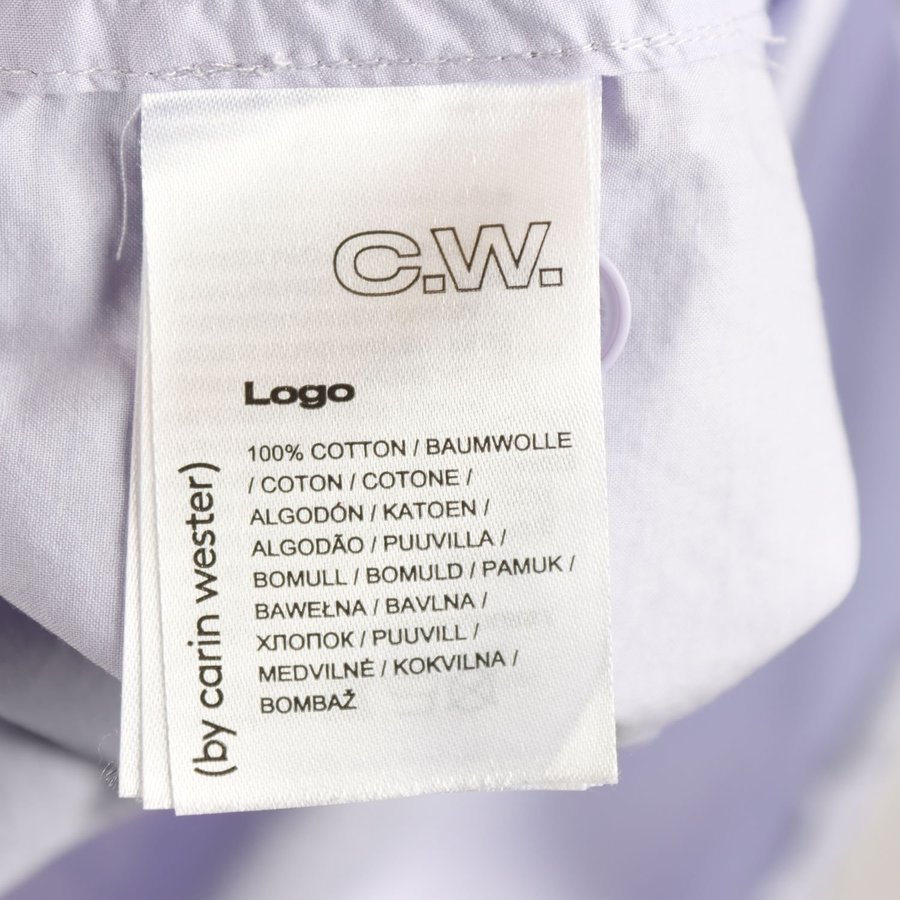 C.W.
Logo
100% COTTON / BAUMWOLLE
/ COTON / COTONE /
ALGODÓN / KATOEN /
ALGODÃO / PUUVILLA /
BOMULL / BOMULD / PAMUK /
BAWEŁNA / BAVLNA /
ХЛОПОК / PUUVILL /
MEDVILNÉ / KOKVILNA /
BOMBAŽ
(by carin wester)